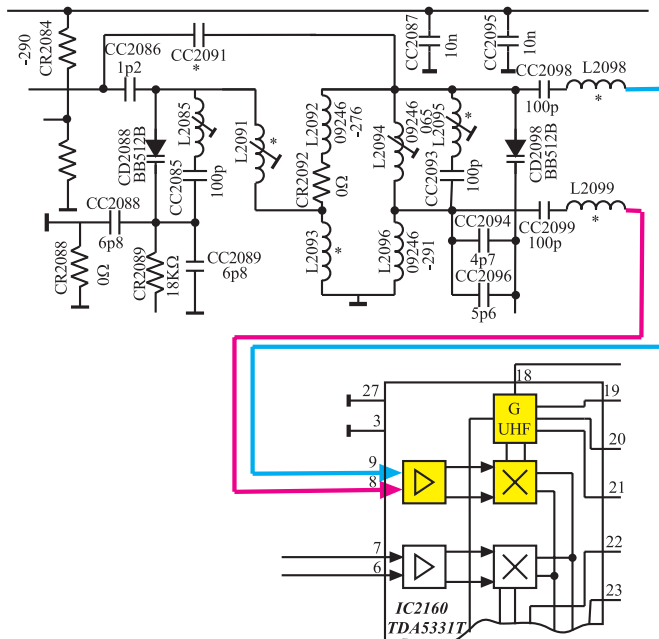 -290
CR2084
CC2086
1p2
CC2091
*
CC2087
10n
CC2095
10n
CC2098
100p
L2098
*
CD2088
BB512B
L2085
CC2085
100p
L2091
*
L2092
09246
-276
CR2092
0Ω
L2094
09246
065
L2095
*
CC2093
100p
CD2098
BB512B
L2099
*
CC2099
100p
CC2088
6p8
CR2088
0Ω
CR2089
18KΩ
CC2089
6p8
L2093
*
L2096
09246
-291
CC2094
4p7
CC2096
5p6
18
27
3
G
UHF
19
20
9
8
21
7
6
22
23
IC2160
TDA5331T